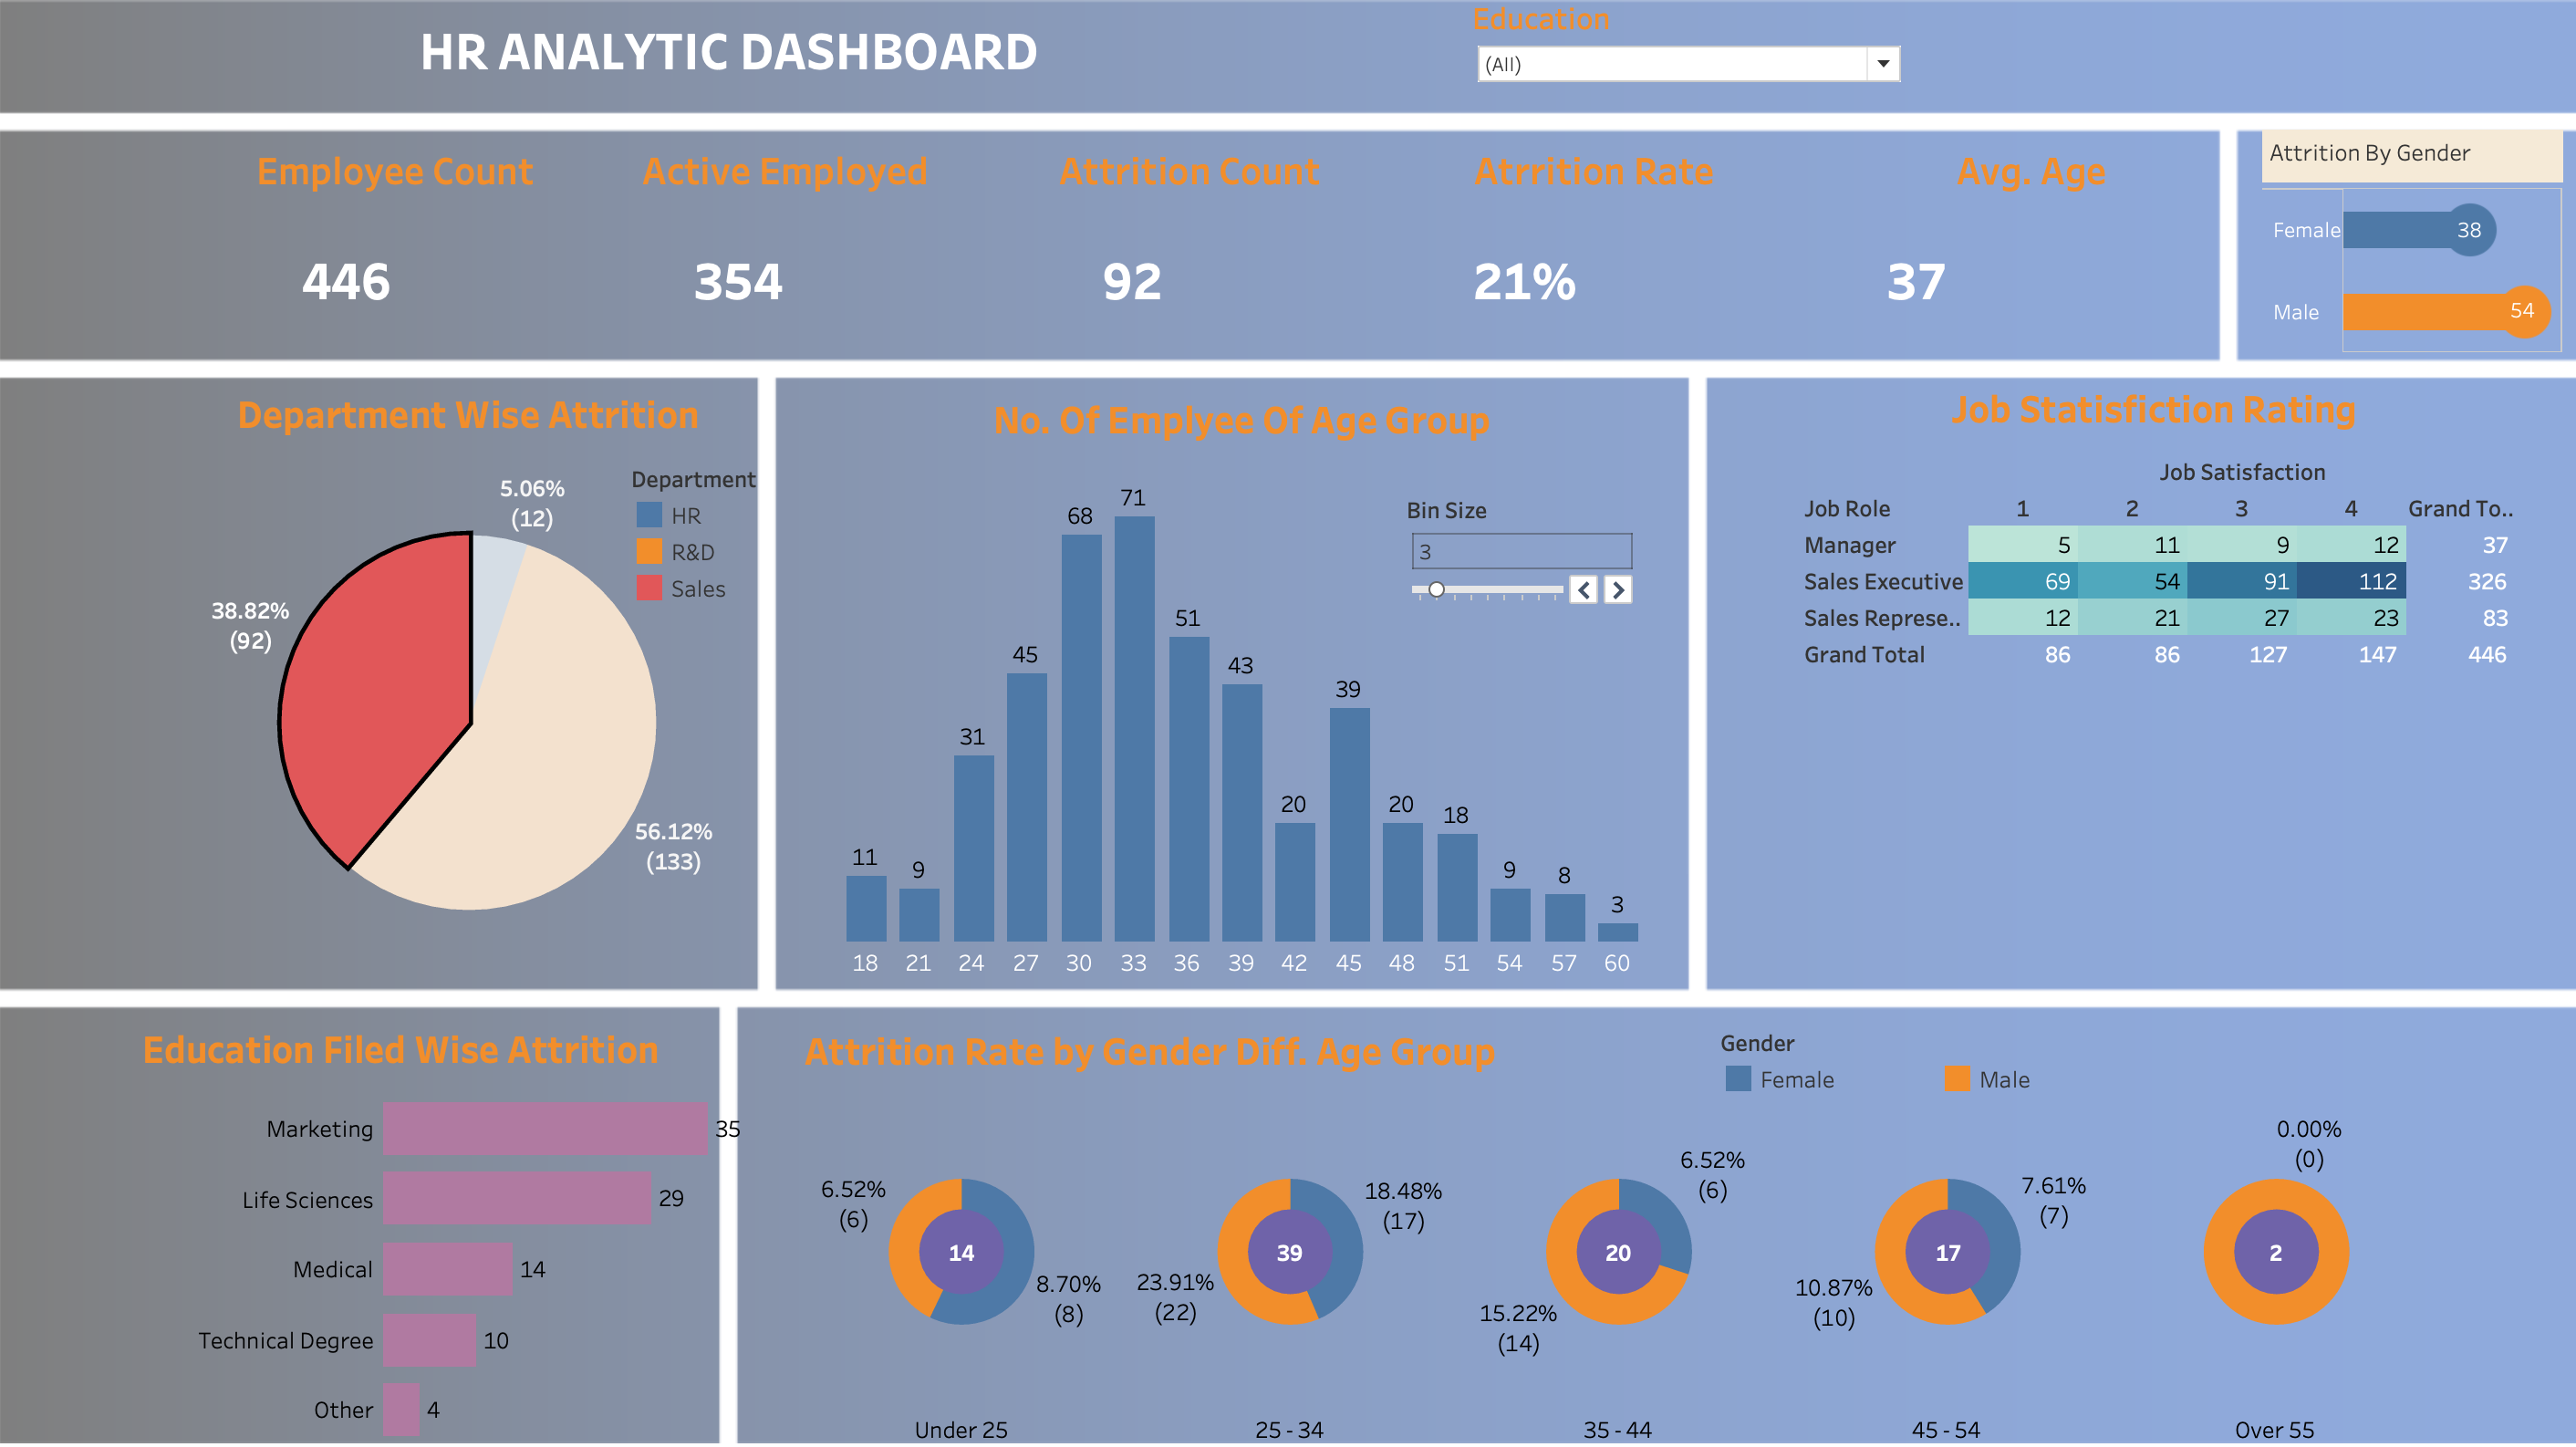 Education
HR ANALYTIC DASHBOARD
(All)
Employee Count
Active Employed
Attrition Count
Atrrition Rate
Avg. Age
446
354
92
21%
37
Attrition By Gender
Female 38
Male 54
Department Wise Attrition
Department
HR
R&D
Sales
5.06%
(12)
38.82%
(92)
56.12%
(133)
No. Of Emplyee Of Age Group
Bin Size
3
11 9 31 45 68 71 51 43 20 39 20 18 9 8 3
18 21 24 27 30 33 36 39 42 45 48 51 54 57 60
Job Statisfiction Rating
Job Satisfaction
Job Role 1 2 3 4 Grand To..
Manager 5 11 9 12 37
Sales Executive 69 54 91 112 326
Sales Represe.. 12 21 27 23 83
Grand Total 86 86 127 147 446
Education Filed Wise Attrition
Marketing 35
Life Sciences 29
Medical 14
Technical Degree 10
Other 4
Attrition Rate by Gender Diff. Age Group
Gender
Female
Male
6.52%
(6)
14
8.70%
(8)
Under 25
18.48%
(17)
39
23.91%
(22)
25 - 34
6.52%
(6)
20
15.22%
(14)
35 - 44
7.61%
(7)
17
10.87%
(10)
45 - 54
0.00%
(0)
2
Over 55